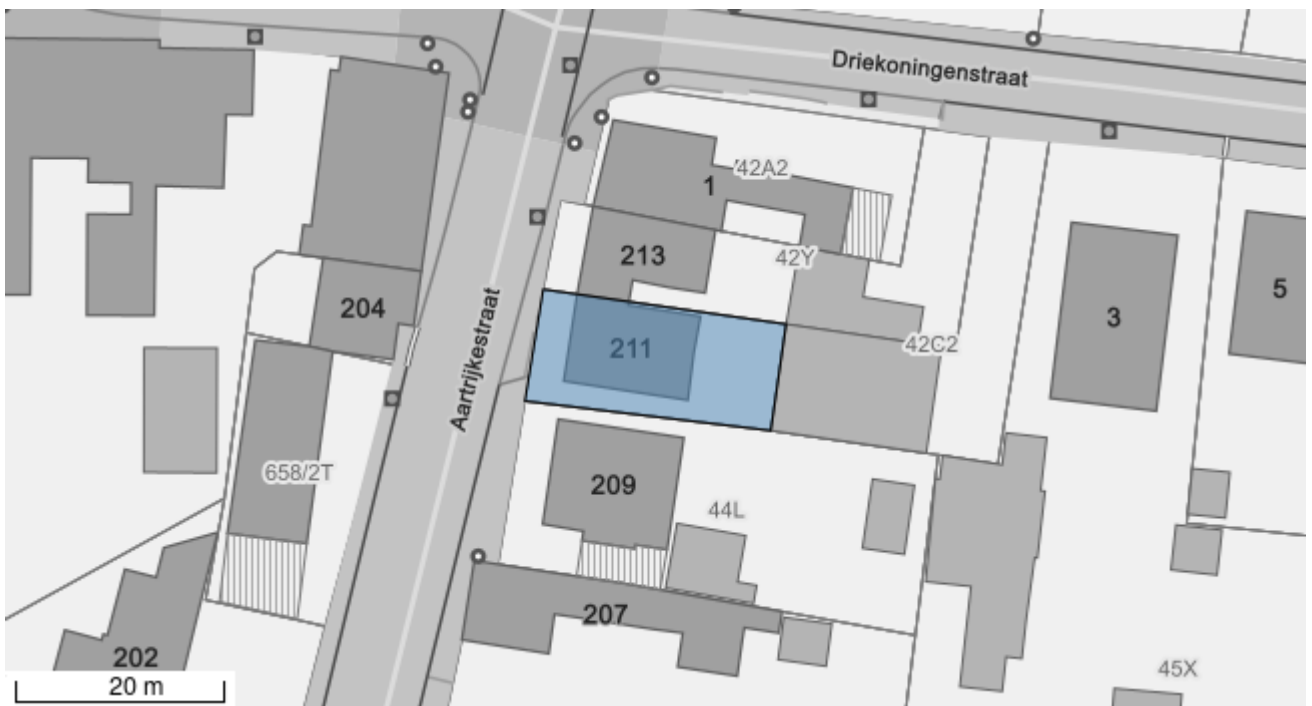 Driekoningenstraat
42A2
1
213
42Y
204
Aartrijkestraat
211
42C2
3
5
658/2T
209
44L
207
202
45X
20 m